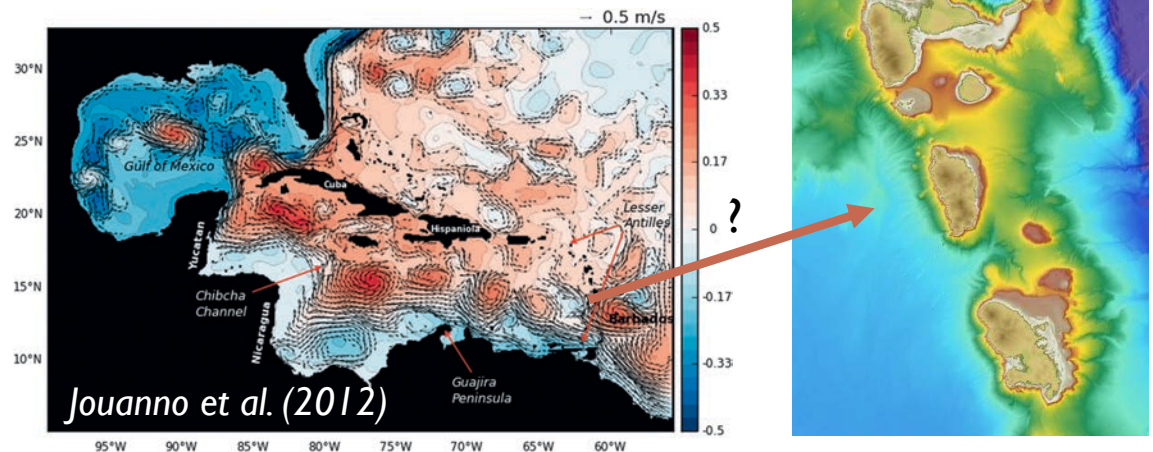 → 0.5 m/s
0.5
0.33
0.17
0
-0.17
-0.33
-0.5
30°N
25°N
20°N
15°N
10°N
Gulf of Mexico
Cuba
Hispaniola
Lesser
Antilles
Yucatan
Chibcha
Channel
Nicaragua
Barbados
Guajira
Peninsula
Jouanno et al. (2012)
95°W
90°W
85°W
80°W
75°W
70°W
65°W
60°W
?